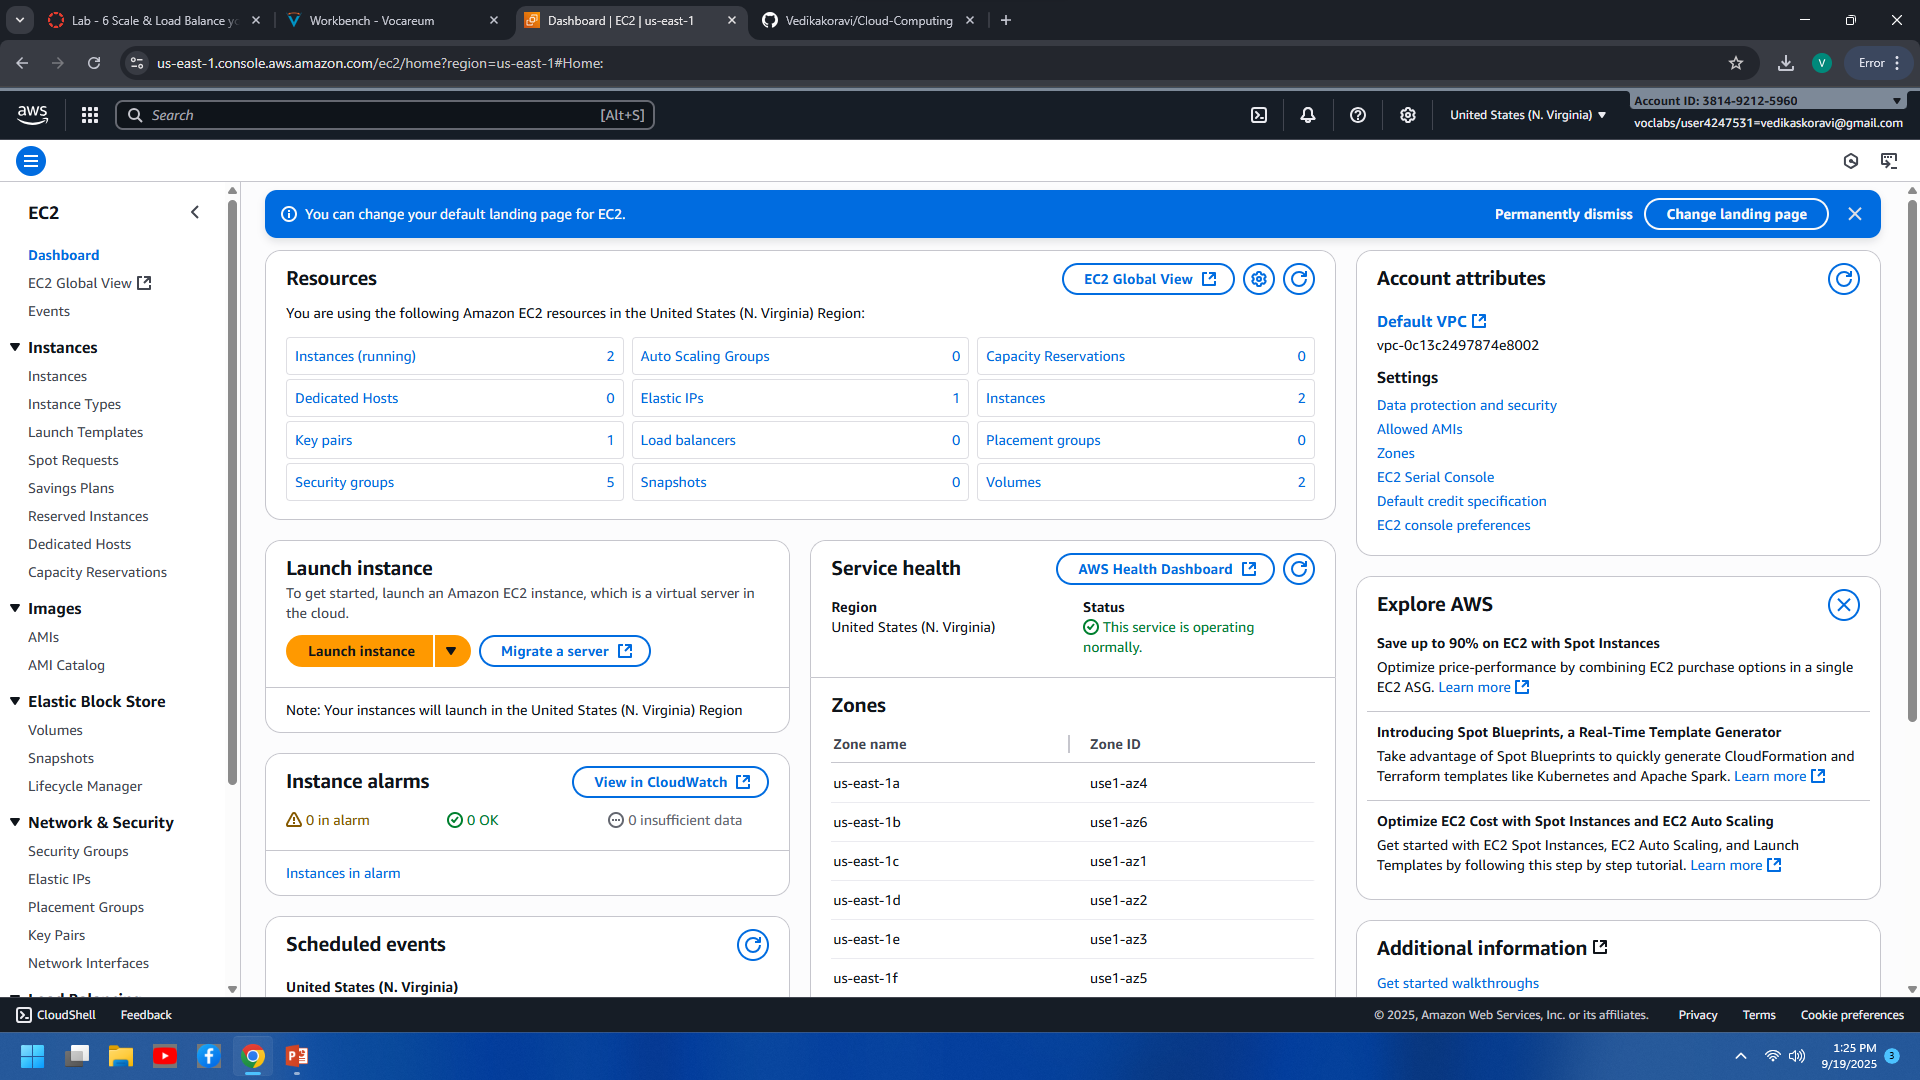 Lab - 6 Scale & Load Balance yo
Workbench - Vocareum
Dashboard | EC2 | us-east-1
Vedikakoravi/Cloud-Computing
us-east-1.console.aws.amazon.com/ec2/home?region=us-east-1#Home:
V
Error
aws
Search
[Alt+S]
United States (N. Virginia)
Account ID: 3814-9212-5960
voclabs/user4247531=vedikaskoravi@gmail.com
EC2
Dashboard
EC2 Global View
Events
Instances
Instances
Instance Types
Launch Templates
Spot Requests
Savings Plans
Reserved Instances
Dedicated Hosts
Capacity Reservations
Images
AMIs
AMI Catalog
Elastic Block Store
Volumes
Snapshots
Lifecycle Manager
Network & Security
Security Groups
Elastic IPs
Placement Groups
Key Pairs
Network Interfaces
Load Balancing
You can change your default landing page for EC2.
Permanently dismiss
Change landing page
Resources
EC2 Global View
You are using the following Amazon EC2 resources in the United States (N. Virginia) Region:
Instances (running) 2
Auto Scaling Groups 0
Capacity Reservations 0
Dedicated Hosts 0
Elastic IPs 1
Instances 2
Key pairs 1
Load balancers 0
Placement groups 0
Security groups 5
Snapshots 0
Volumes 2
Launch instance
To get started, launch an Amazon EC2 instance, which is a virtual server in
the cloud.
Launch instance
Migrate a server
Note: Your instances will launch in the United States (N. Virginia) Region
Instance alarms
View in CloudWatch
0 in alarm
0 OK
0 insufficient data
Instances in alarm
Scheduled events
United States (N. Virginia)
Service health
AWS Health Dashboard
Region
United States (N. Virginia)
Status
This service is operating
normally.
Zones
Zone name Zone ID
us-east-1a use1-az4
us-east-1b use1-az6
us-east-1c use1-az1
us-east-1d use1-az2
us-east-1e use1-az3
us-east-1f use1-az5
Account attributes
Default VPC
vpc-0c13c2497874e8002
Settings
Data protection and security
Allowed AMIs
Zones
EC2 Serial Console
Default credit specification
EC2 console preferences
Explore AWS
Save up to 90% on EC2 with Spot Instances
Optimize price-performance by combining EC2 purchase options in a single
EC2 ASG. Learn more
Introducing Spot Blueprints, a Real-Time Template Generator
Take advantage of Spot Blueprints to quickly generate CloudFormation and
Terraform templates like Kubernetes and Apache Spark. Learn more
Optimize EC2 Cost with Spot Instances and EC2 Auto Scaling
Get started with EC2 Spot Instances, EC2 Auto Scaling, and Launch
Templates by following this step by step tutorial. Learn more
Additional information
Get started walkthroughs
CloudShell
Feedback
© 2025, Amazon Web Services, Inc. or its affiliates.
Privacy
Terms
Cookie preferences
1:25 PM
9/19/2025
3